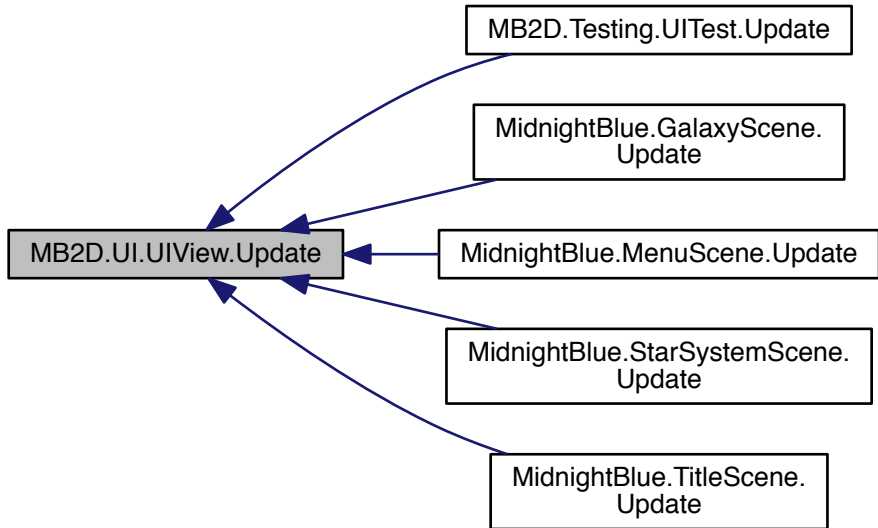 MB2D.Testing.UITest.Update
MidnightBlue.GalaxyScene.
Update
MB2D.UI.UIView.Update
MidnightBlue.MenuScene.Update
MidnightBlue.StarSystemScene.
Update
MidnightBlue.TitleScene.
Update